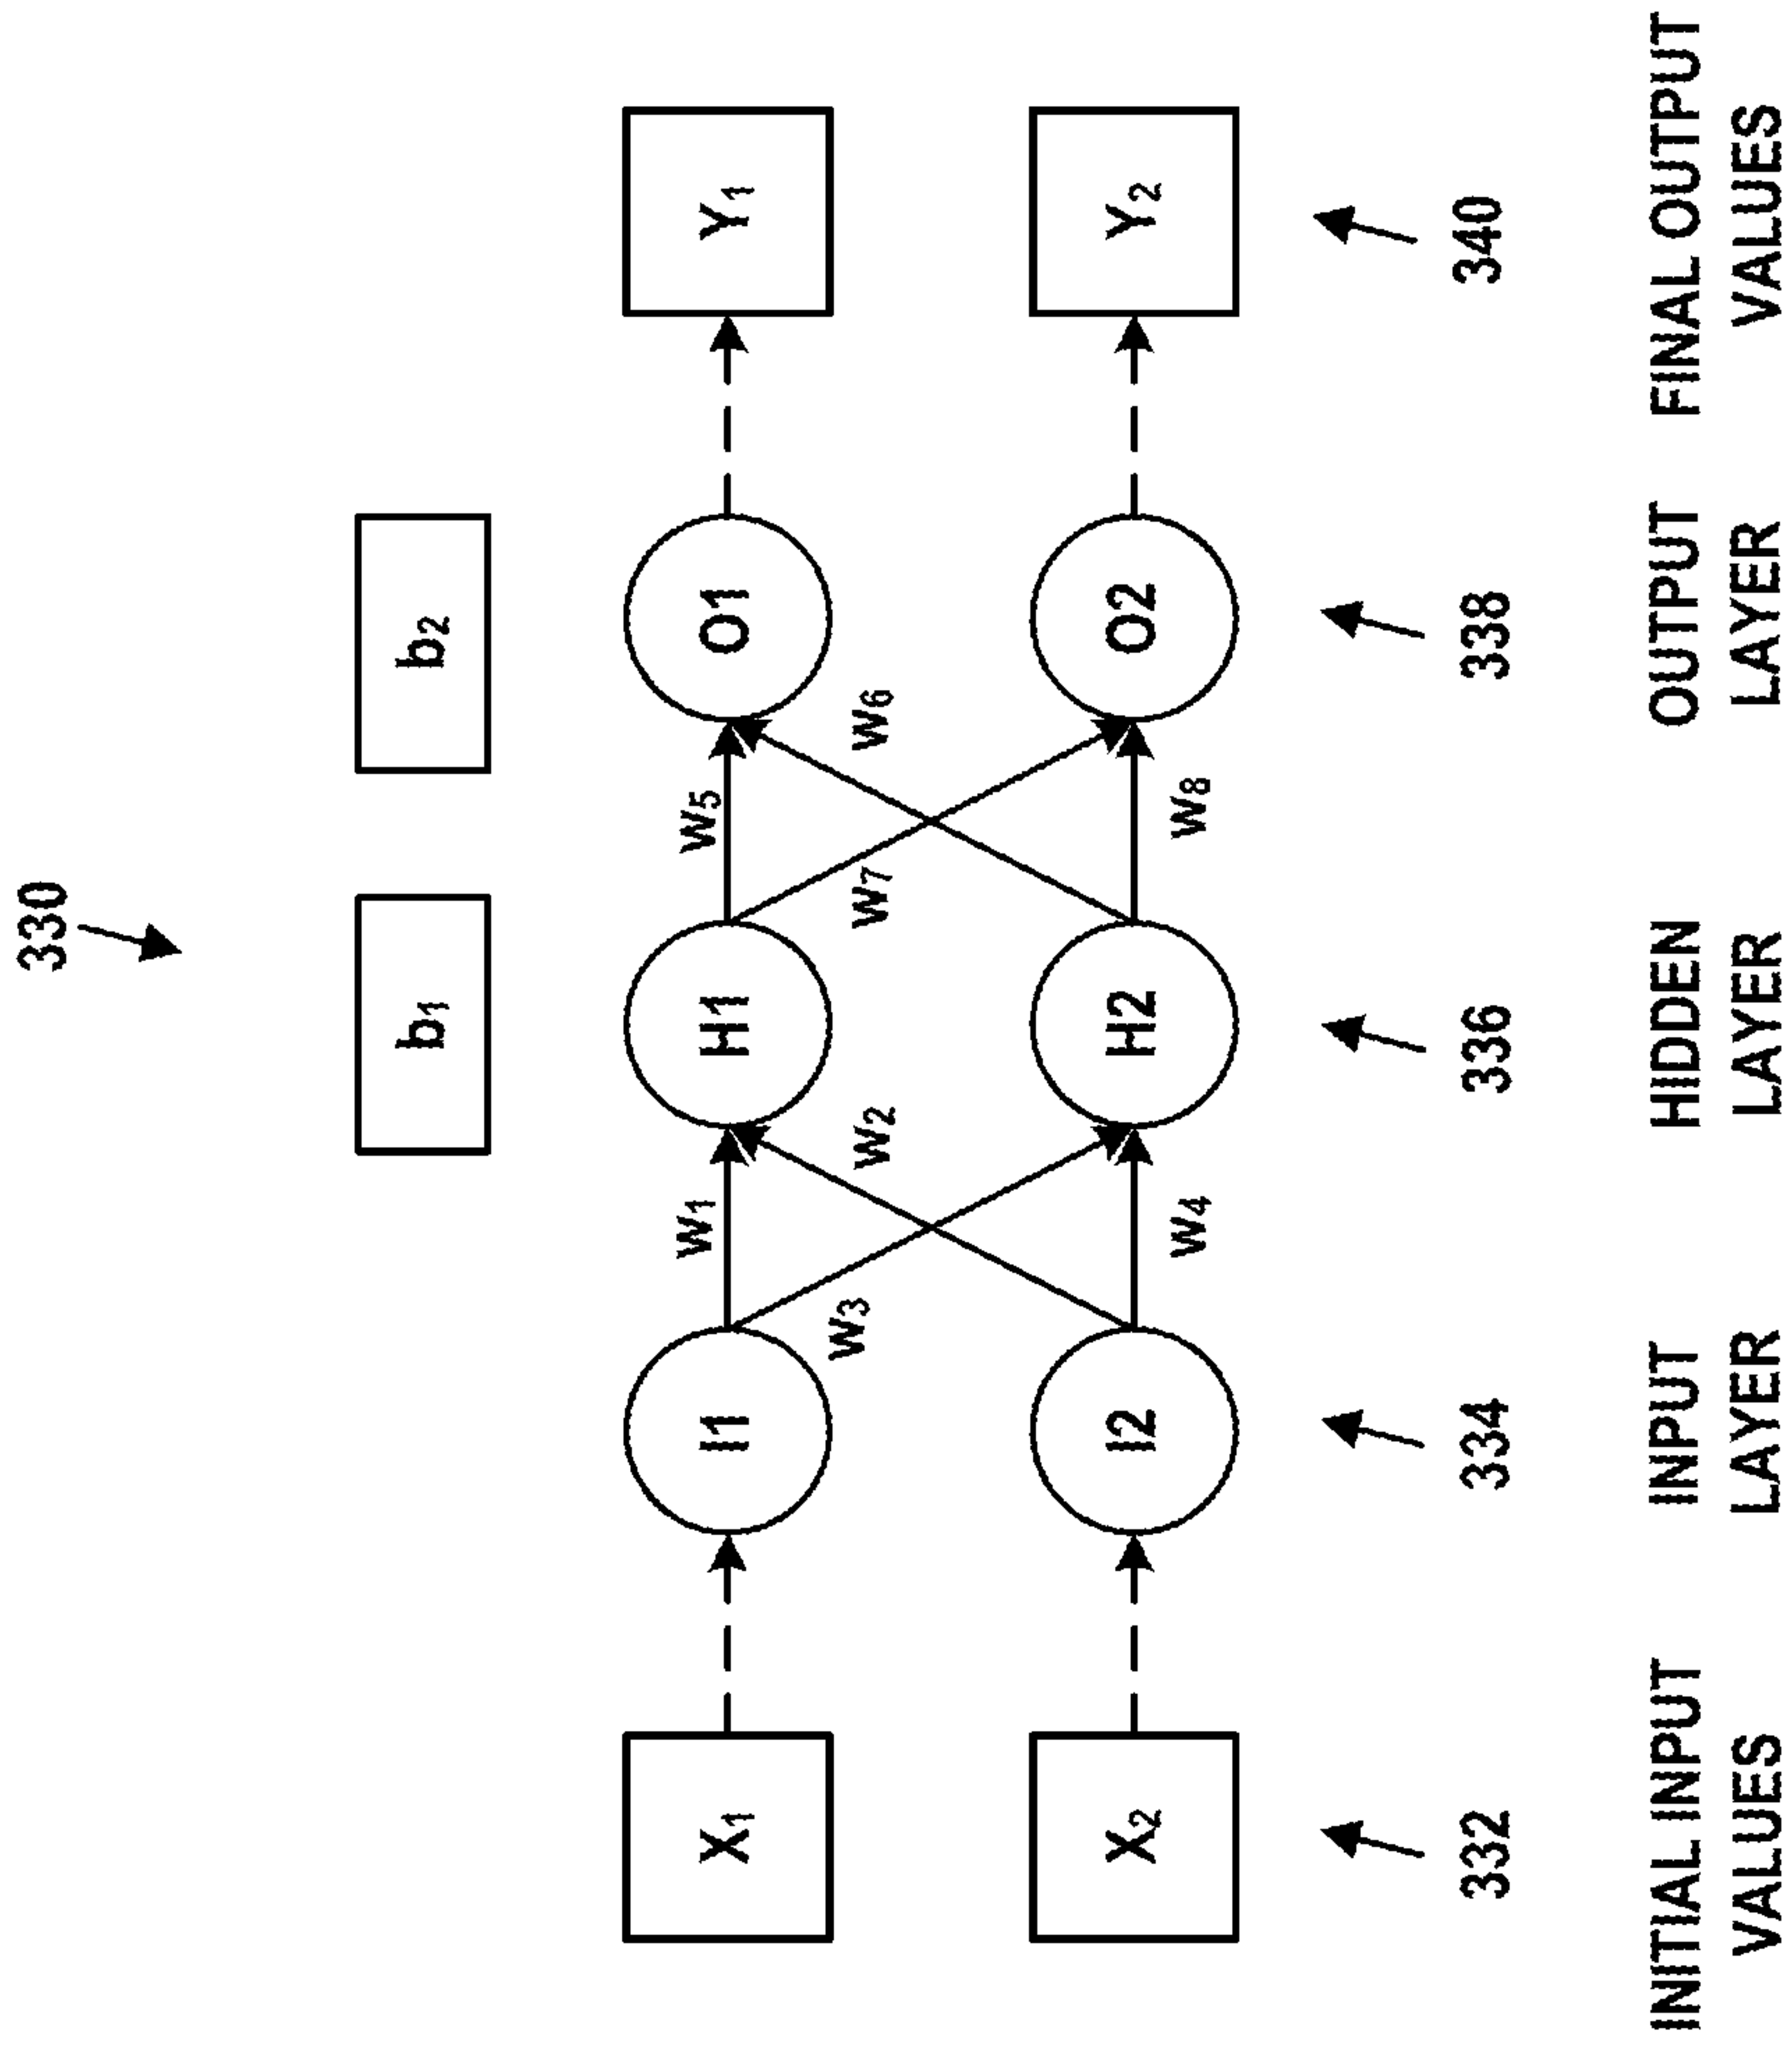 330
b1
b2
X1
I1
H1
O1
Y1
w1
w5
w3
w2
w7
w6
w4
w8
X2
I2
H2
O2
Y2
332
334
336
338
340
INITIAL INPUT
VALUES
INPUT
LAYER
HIDDEN
LAYER
OUTPUT
LAYER
FINAL OUTPUT
VALUES